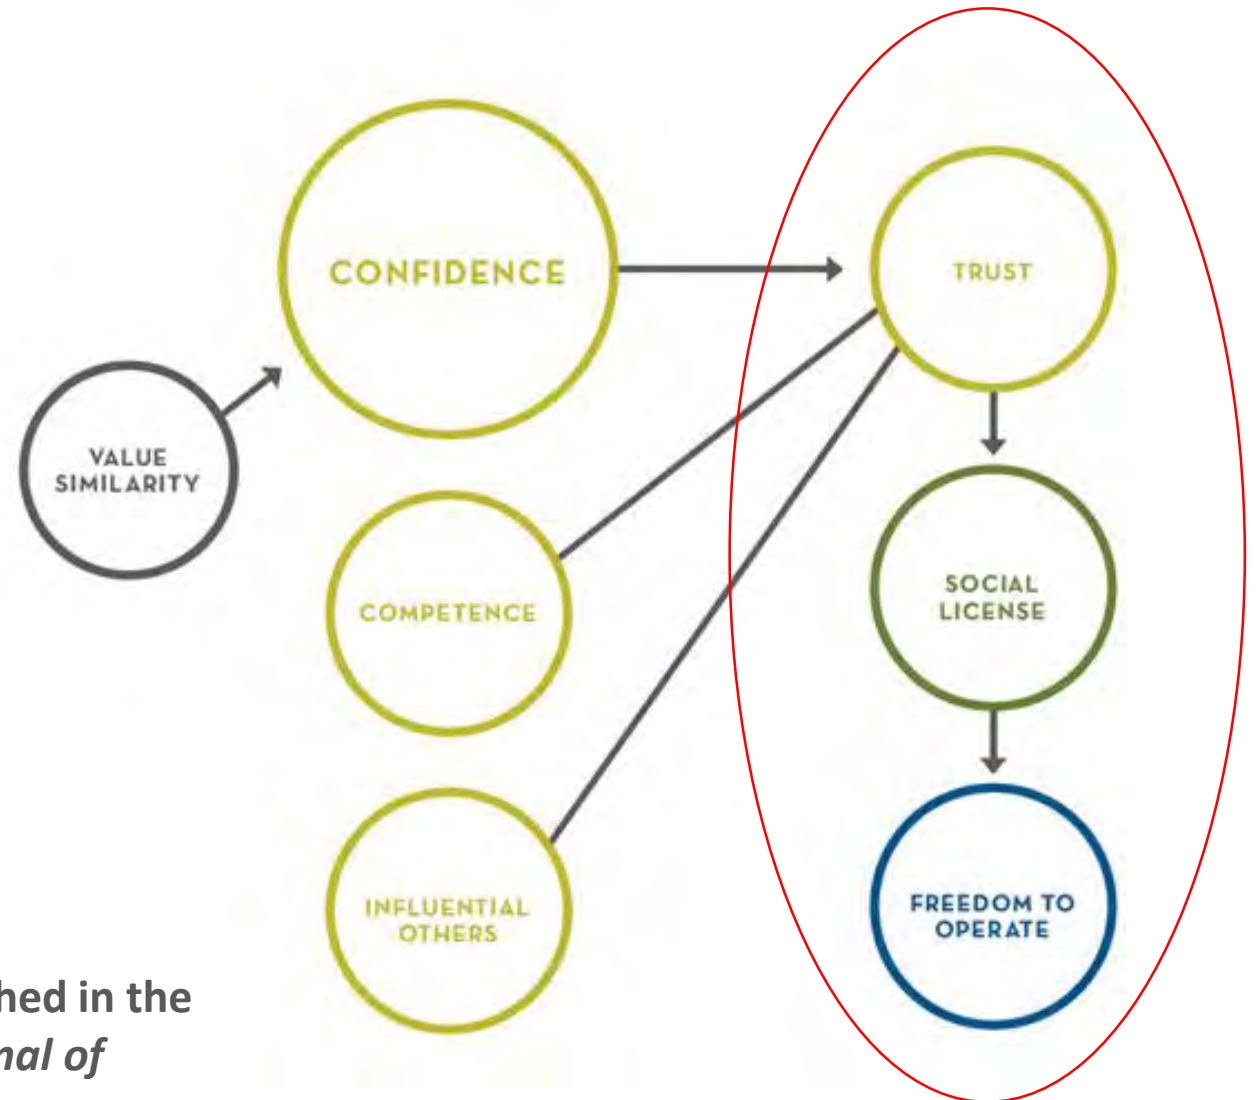 CONFIDENCE
TRUST
VALUE
SIMILARITY
COMPETENCE
SOCIAL
LICENSE
INFLUENTIAL
OTHERS
FREEDOM TO
OPERATE
hed in the
nal of